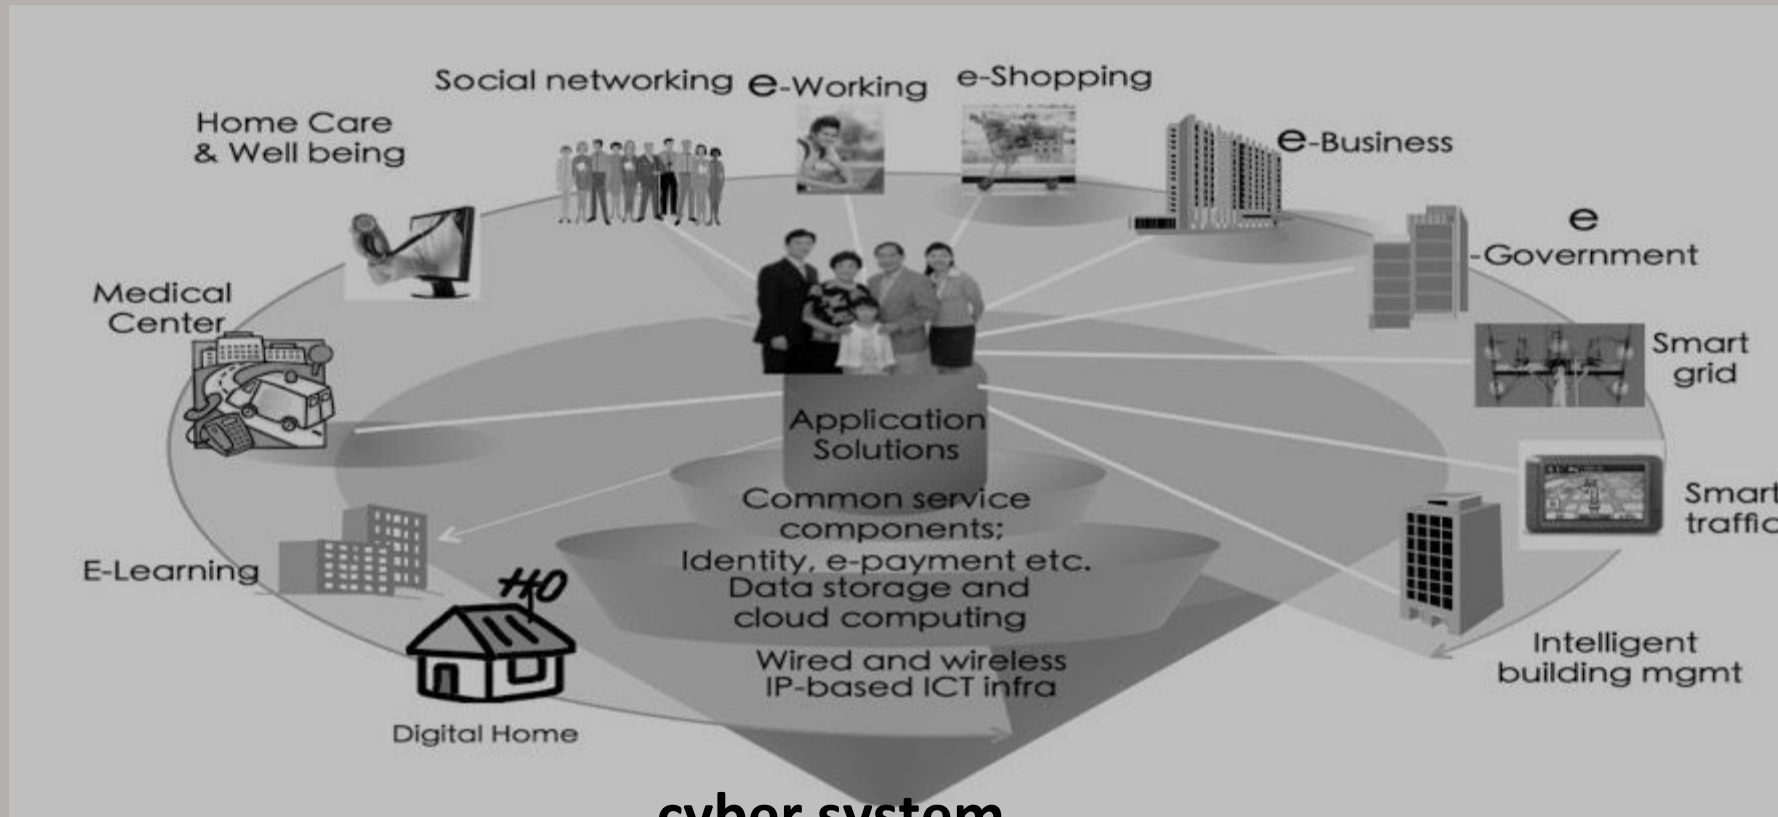 Social networking
e-Working
e-Shopping
Home Care
& Well being
e-Business
e
-Government
Medical
Center
Smart
grid
Application
Solutions
Common service
components;
Identity, e-payment etc.
Data storage and
cloud computing
Smart
traffic
E-Learning
Wired and wireless
IP-based ICT infra
Intelligent
building mgmt
Digital Home
cyber system